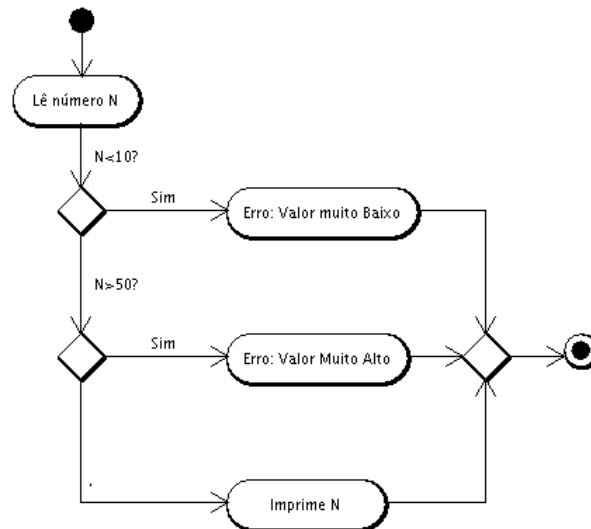 Lê número N
N<10?
Sim
Erro: Valor muito Baixo
N>50?
Sim
Erro: Valor Muito Alto
Imprime N